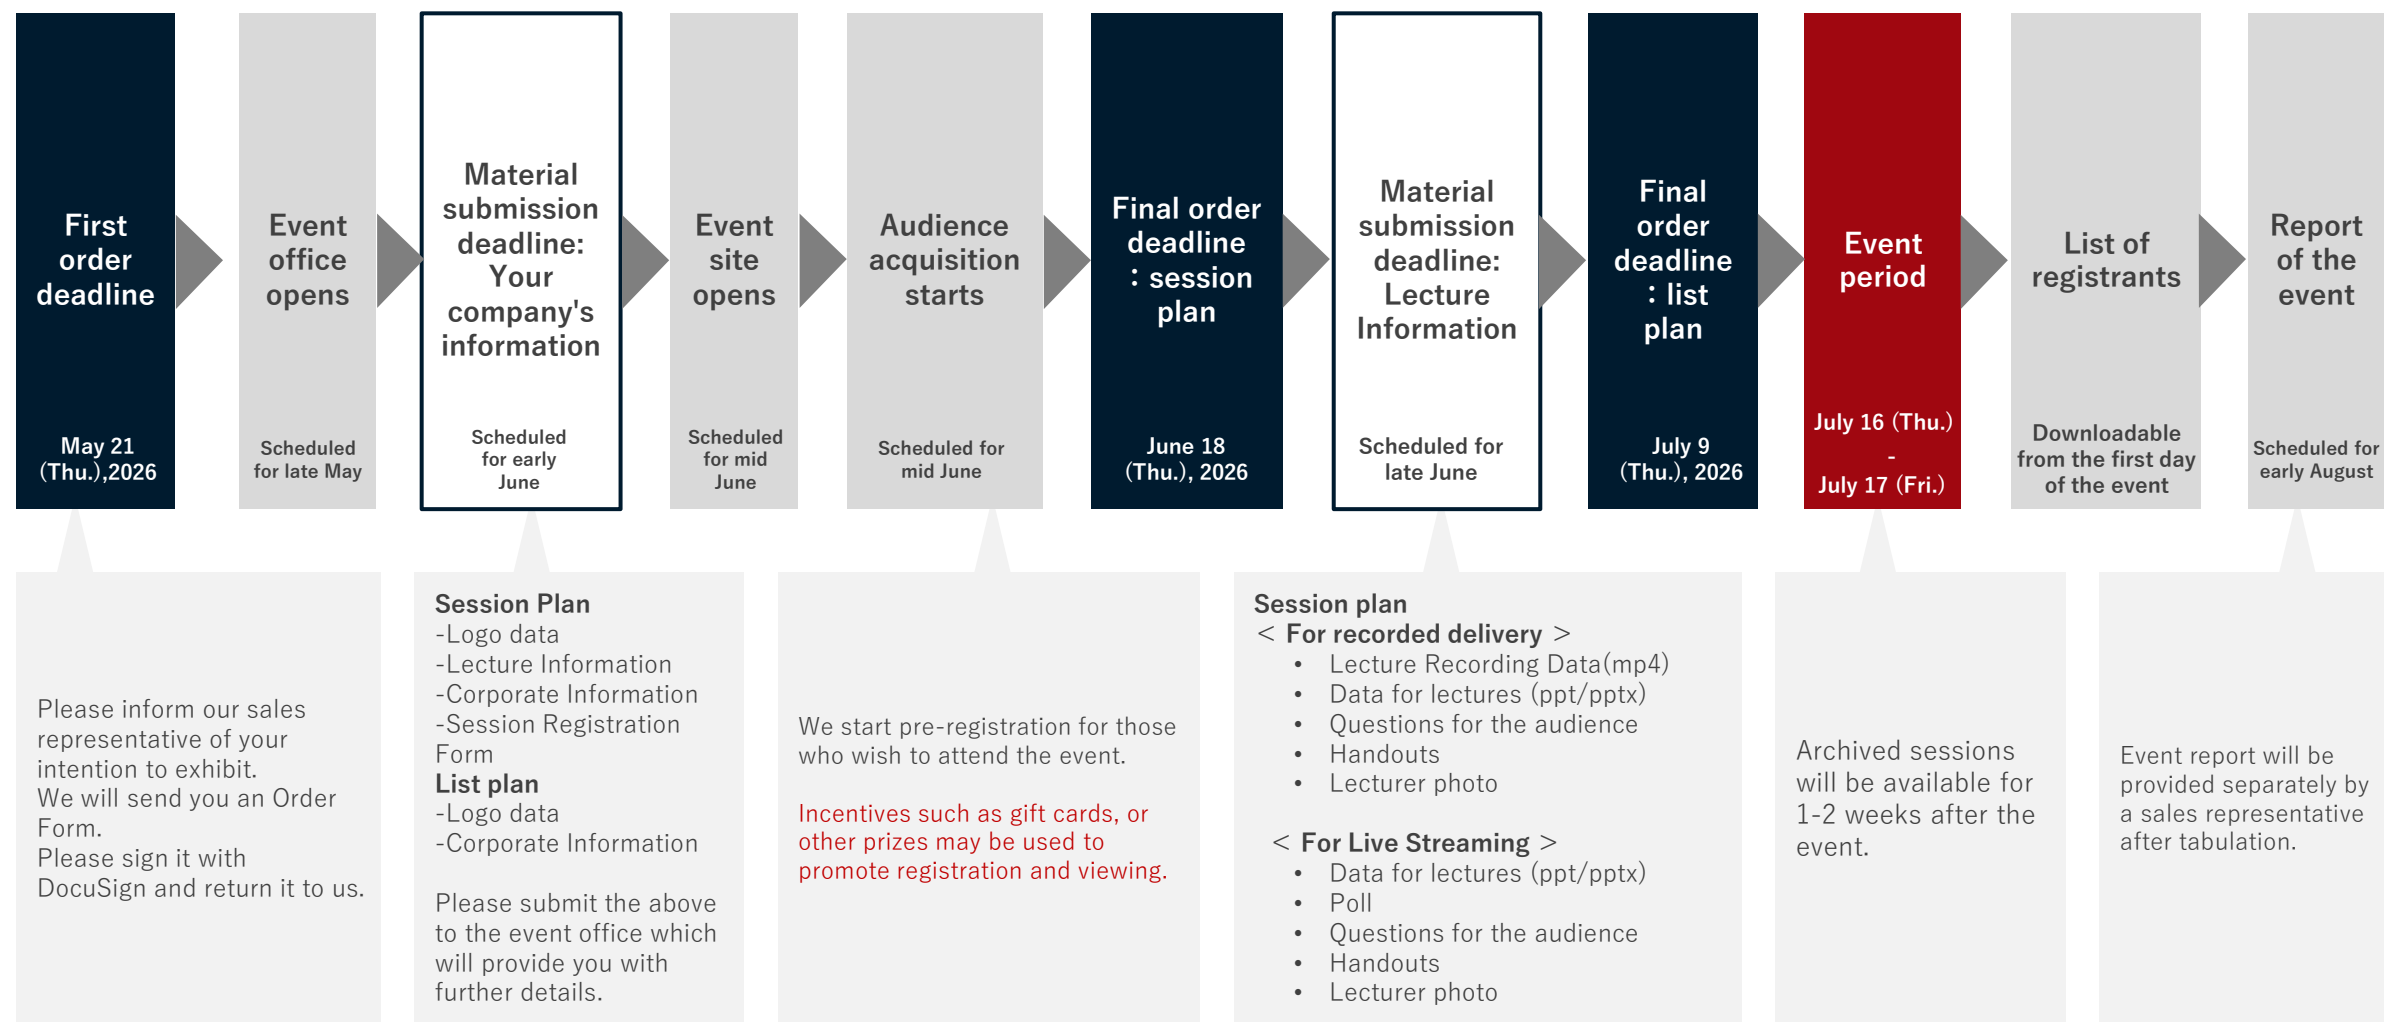 First
order
deadline
May 21
(Thu.),2026
Event
office
opens
Scheduled
for late May
Material
submission
deadline:
Your
company's
information
Scheduled
for early
June
Event
site
opens
Scheduled
for mid
June
Audience
acquisition
starts
Scheduled for
mid June
Final order
deadline
：session
plan
June 18
(Thu.), 2026
Material
submission
deadline:
Lecture
Information
Scheduled for
late June
Final
order
deadline
：list
plan
July 9
(Thu.), 2026
Event
period
July 16 (Thu.)
-
July 17 (Fri.)
List of
registrants
Downloadable
from the first day
of the event
Report
of the
event
Scheduled for
early August
Please inform our sales
representative of your
intention to exhibit.
We will send you an Order
Form.
Please sign it with
DocuSign and return it to us.
Session Plan
-Logo data
-Lecture Information
-Corporate Information
-Session Registration
Form
List plan
-Logo data
-Corporate Information
Please submit the above
to the event office which
will provide you with
further details.
We start pre-registration for those
who wish to attend the event.
Incentives such as gift cards, or
other prizes may be used to
promote registration and viewing.
Session plan
< For recorded delivery >
• Lecture Recording Data(mp4)
• Data for lectures (ppt/pptx)
• Questions for the audience
• Handouts
• Lecturer photo
< For Live Streaming >
• Data for lectures (ppt/pptx)
• Poll
• Questions for the audience
• Handouts
• Lecturer photo
Archived sessions
will be available for
1-2 weeks after the
event.
Event report will be
provided separately by
a sales representative
after tabulation.